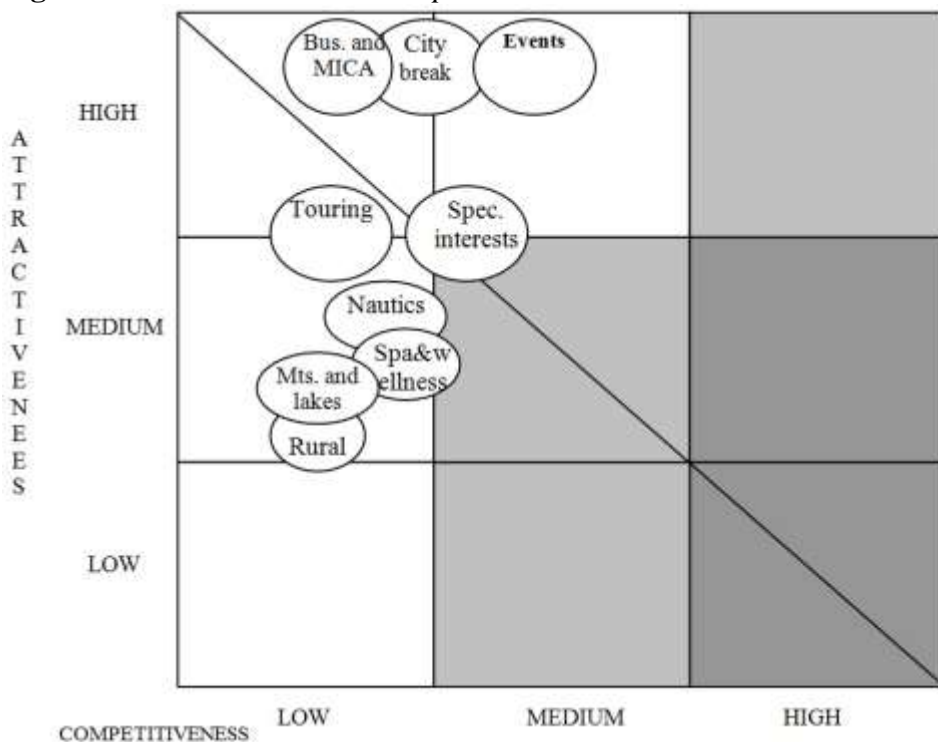 Bus. and
MICA
City
break
Events
HIGH
A
T
T
R
A
C
T
I
V
E
N
E
E
S
Touring
Spec.
interests
MEDIUM
Nautics
Spa&w
ellness
Mts. and
lakes
Rural
LOW
LOW
MEDIUM
HIGH
COMPETITIVENESS